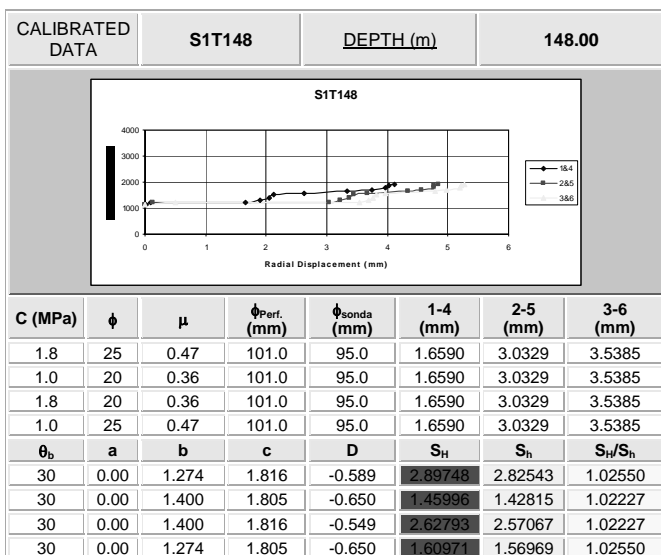 CALIBRATED DATA S1T148 DEPTH (m) 148.00
S1T148
4000
3000
2000
1000
0
0 1 2 3 4 5 6
Radial Displacement (mm)
1&4
2&5
3&6
C (MPa) ϕ μ ϕPerf. (mm) ϕsonda (mm) 1-4 (mm) 2-5 (mm) 3-6 (mm)
1.8 25 0.47 101.0 95.0 1.6590 3.0329 3.5385
1.0 20 0.36 101.0 95.0 1.6590 3.0329 3.5385
1.8 20 0.36 101.0 95.0 1.6590 3.0329 3.5385
1.0 25 0.47 101.0 95.0 1.6590 3.0329 3.5385
θb a b c D SH Sh SH/Sh
30 0.00 1.274 1.816 -0.589 2.89748 2.82543 1.02550
30 0.00 1.400 1.805 -0.650 1.45996 1.42815 1.02227
30 0.00 1.400 1.816 -0.549 2.62793 2.57067 1.02227
30 0.00 1.274 1.805 -0.650 1.60971 1.56969 1.02550